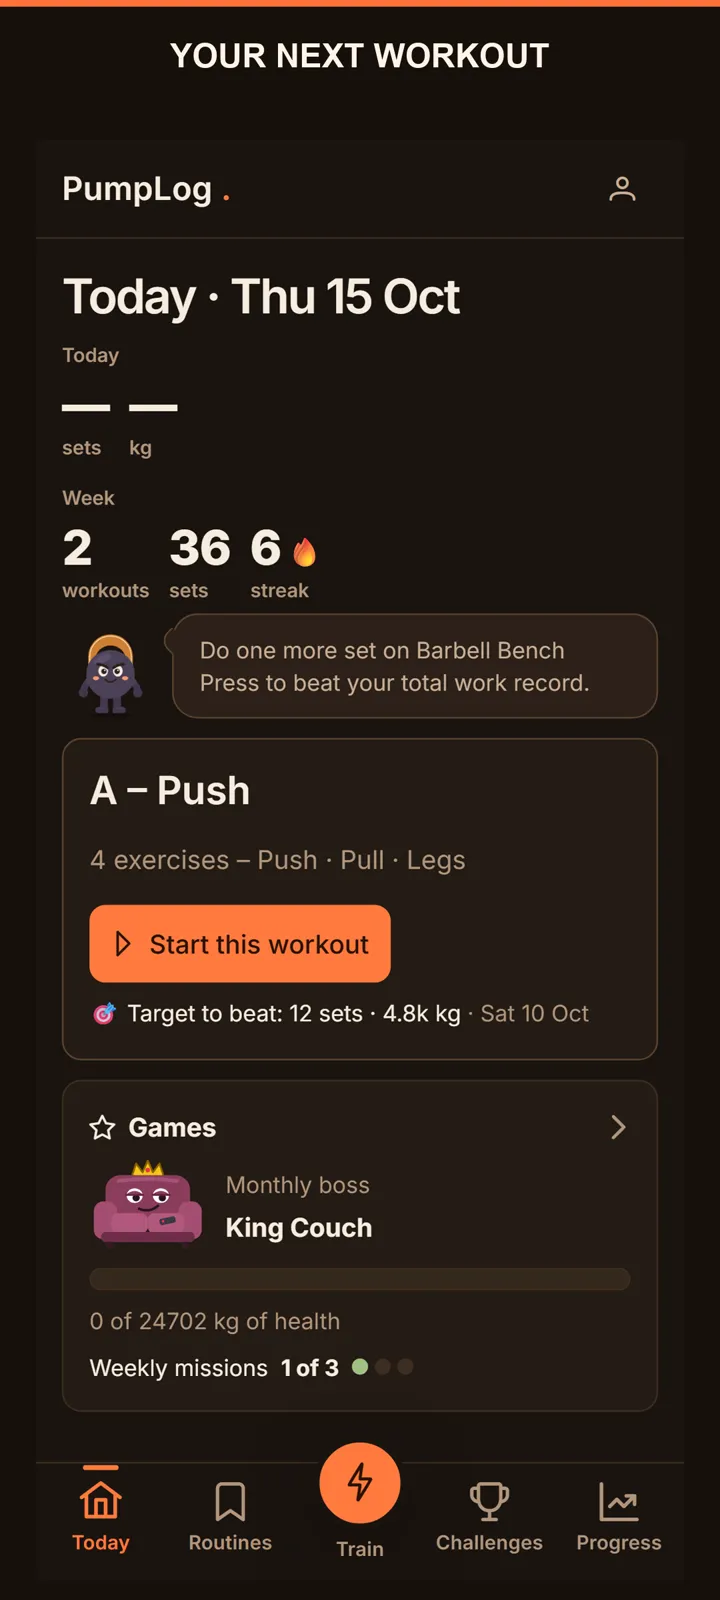 YOUR NEXT WORKOUT
PumpLog .
Today · Thu 15 Oct
Today
— —
sets kg
Week
2 36 6
workouts sets streak
Do one more set on Barbell Bench
Press to beat your total work record.
A – Push
4 exercises – Push · Pull · Legs
Start this workout
Target to beat: 12 sets · 4.8k kg · Sat 10 Oct
Games
Monthly boss
King Couch
0 of 24702 kg of health
Weekly missions 1 of 3
Today Routines Train Challenges Progress